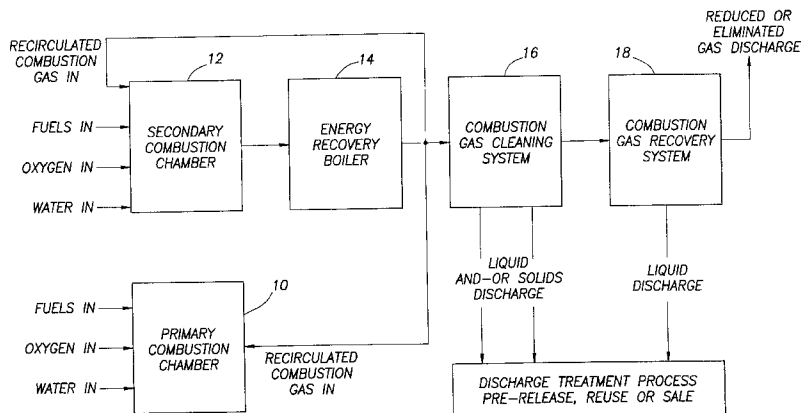 REDUCED OR
ELIMINATED
GAS DISCHARGE
RECIRCULATED
COMBUSTION
GAS IN
12
14
16
18
FUELS IN
OXYGEN IN
WATER IN
SECONDARY
COMBUSTION
CHAMBER
ENERGY
RECOVERY
BOILER
COMBUSTION
GAS CLEANING
SYSTEM
COMBUSTION
GAS RECOVERY
SYSTEM
LIQUID
AND-OR SOLIDS
DISCHARGE
LIQUID
DISCHARGE
10
FUELS IN
OXYGEN IN
WATER IN
PRIMARY
COMBUSTION
CHAMBER
RECIRCULATED
COMBUSTION
GAS IN
DISCHARGE TREATMENT PROCESS
PRE-RELEASE, REUSE OR SALE